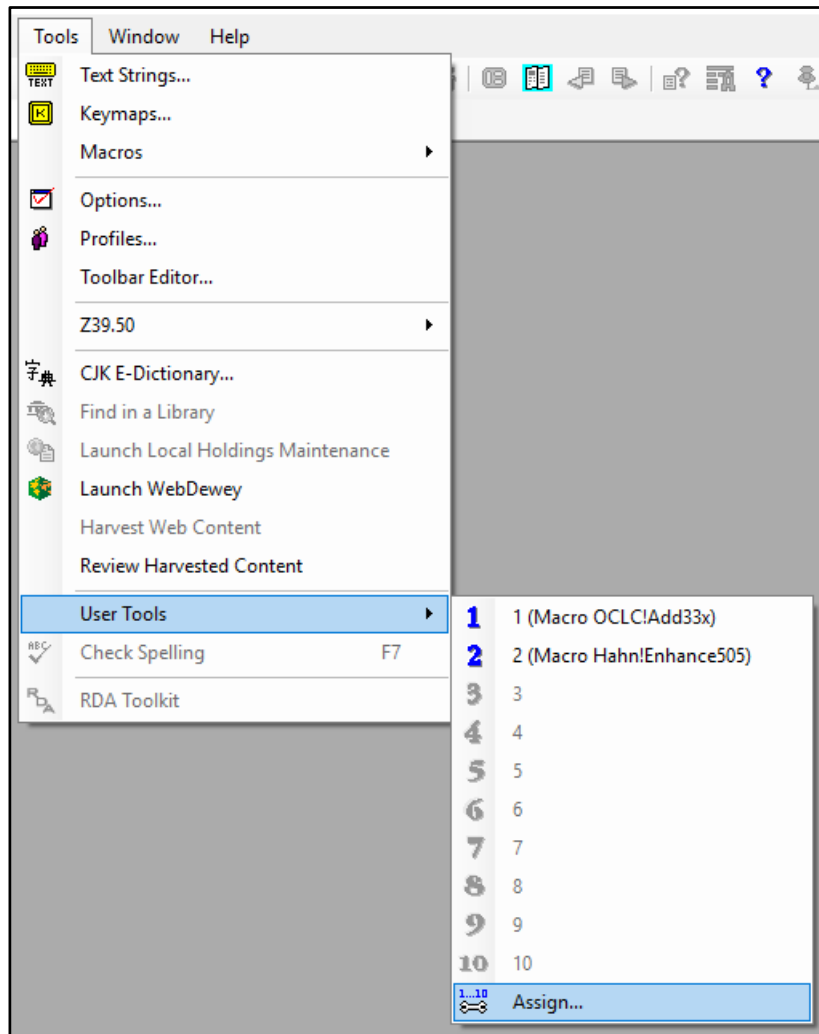 Tools Window Help
TEXT Text Strings...
K Keymaps...
Macros
Options...
Profiles...
Toolbar Editor...
Z39.50
字典 CJK E-Dictionary...
Find in a Library
Launch Local Holdings Maintenance
Launch WebDewey
Harvest Web Content
Review Harvested Content
User Tools
ABC Check Spelling F7
RDA RDA Toolkit
1 1 (Macro OCLC!Add33x)
2 2 (Macro Hahn!Enhance505)
3 3
4 4
5 5
6 6
7 7
8 8
9 9
10 10
1...10 Assign...